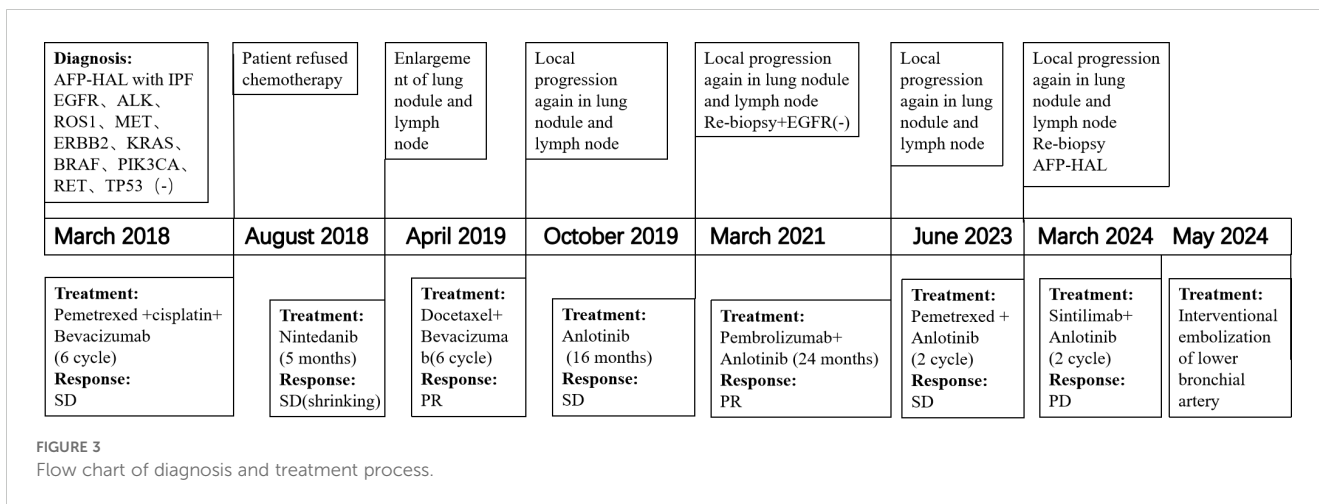 Diagnosis:
AFP-HAL with IPF
EGFR、ALK、
ROS1、MET、
ERBB2、KRAS、
BRAF、PIK3CA、
RET、TP53（-）
Patient refused
chemotherapy
Enlargeme
nt of lung
nodule and
lymph
node
Local
progression
again in lung
nodule and
lymph node
Local progression
again in lung nodule
and lymph node
Re-biopsy+EGFR(-)
Local
progression
again in lung
nodule and
lymph node
Local progression
again in lung
nodule and
lymph node
Re-biopsy
AFP-HAL
March 2018
August 2018
April 2019
October 2019
March 2021
June 2023
March 2024
May 2024
Treatment:
Pemetrexed +cisplatin+
Bevacizumab
(6 cycle)
Response:
SD
Treatment:
Nintedanib
(5 months)
Response:
SD(shrinking)
Treatment:
Docetaxel+
Bevacizuma
b(6 cycle)
Response:
PR
Treatment:
Anlotinib
(16 months)
Response:
SD
Treatment:
Pembrolizumab+
Anlotinib (24 months)
Response:
PR
Treatment:
Pemetrexed +
Anlotinib
(2 cycle)
Response:
SD
Treatment:
Sintilimab+
Anlotinib
(2 cycle)
Response:
PD
Treatment:
Interventional
embolization
of lower
bronchial
artery
FIGURE 3
Flow chart of diagnosis and treatment process.